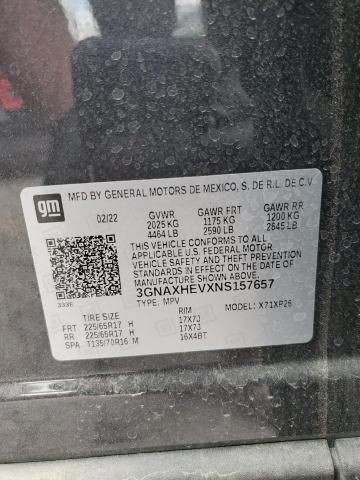 gm
MFD BY GENERAL MOTORS DE MEXICO, S. DE R.L. DE C.V.
02/22 GVWR GAWR FRT GAWR RR
2025 KG 1175 KG 1200 KG
4464 LB 2590 LB 2645 LB
THIS VEHICLE CONFORMS TO ALL
APPLICABLE U.S. FEDERAL MOTOR
VEHICLE SAFETY, BUMPER, AND THEFT
PREVENTION STANDARDS IN EFFECT ON
THE DATE OF MANUFACTURE SHOWN ABOVE.
3GNAXHEVXNS157657
333E TYPE: MPV MODEL: X71XP26
TIRE SIZE RIM
FRT 225/65R17 H 17X7J
RR 225/65R17 H 17X7J
SPA T135/70R16 M 16X4BT